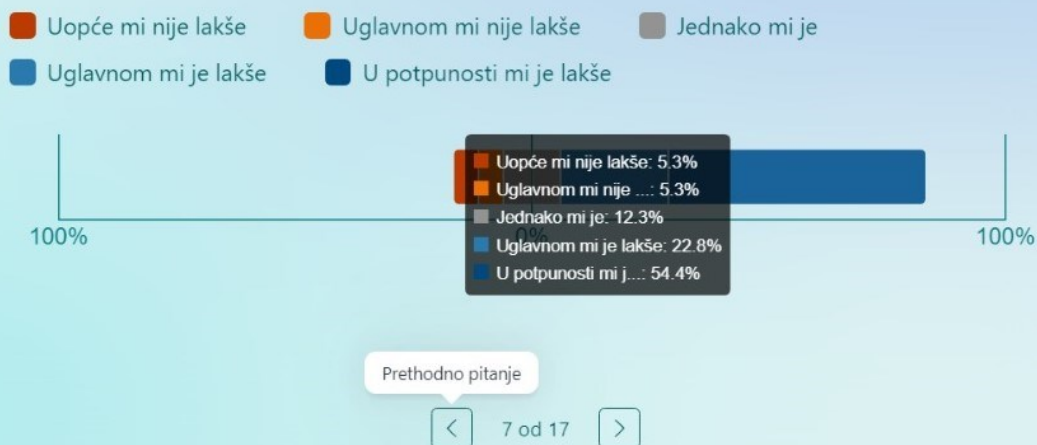 Uopće mi nije lakše Uglavnom mi nije lakše Jednako mi je
Uglavnom mi je lakše U potpunosti mi je lakše
Uopće mi nije lakše: 5.3%
Uglavnom mi nije ...: 5.3%
Jednako mi je: 12.3%
100% 0% 100%
Uglavnom mi je lakše: 22.8%
U potpunosti mi j...: 54.4%
Prethodno pitanje
< 7 od 17 >